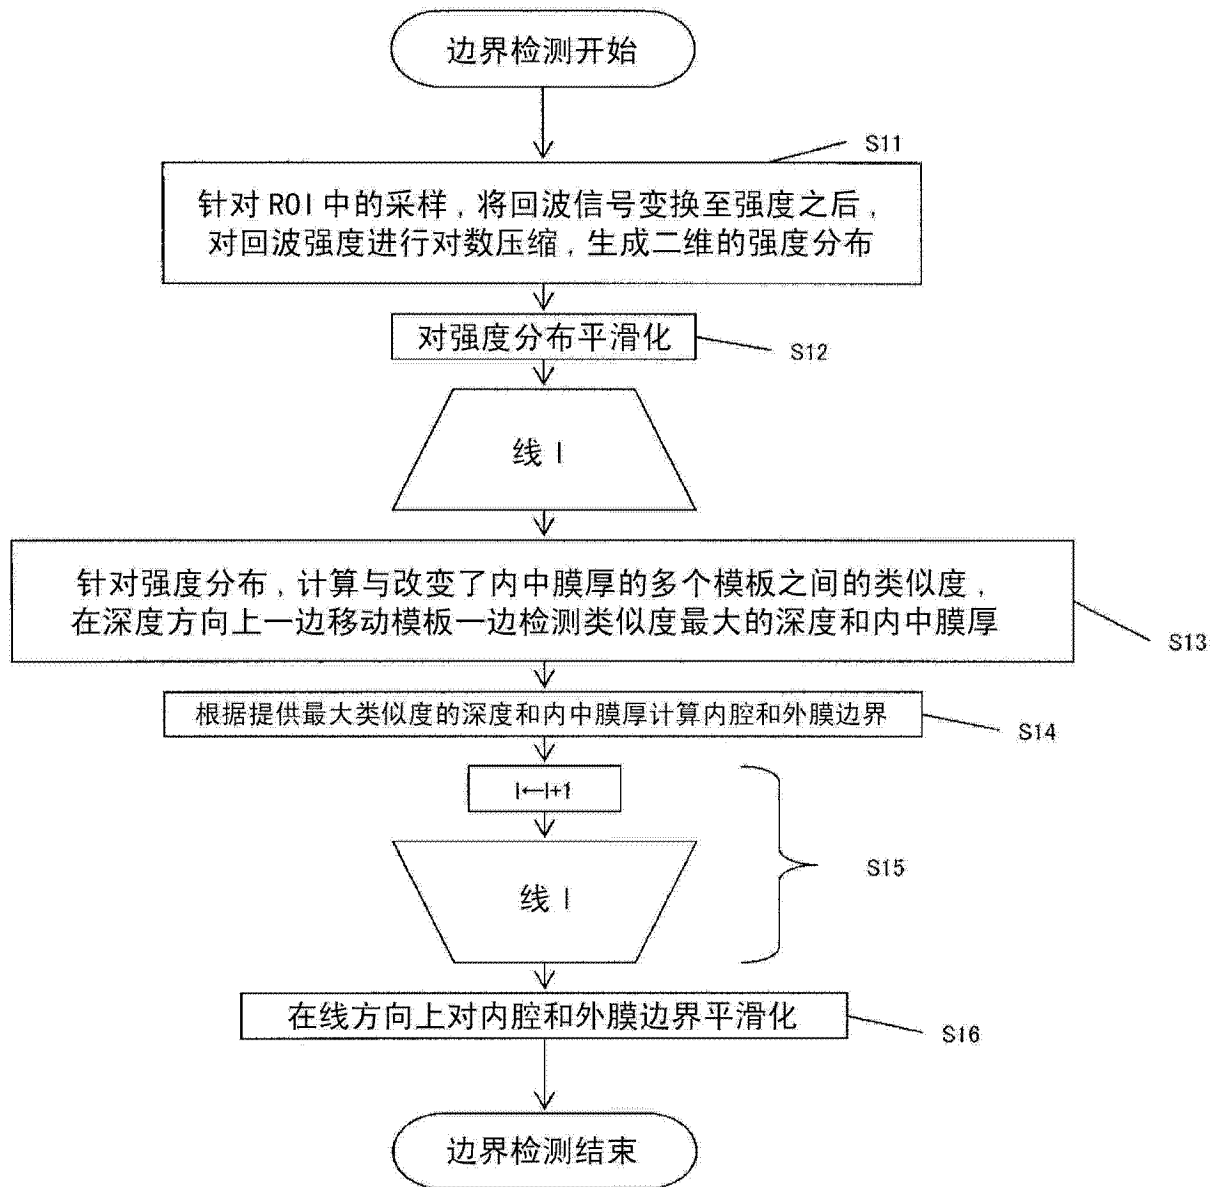 边界检测开始
S11
针对 ROI 中的采样，将回波信号变换至强度之后，
对回波强度进行对数压缩，生成二维的强度分布
对强度分布平滑化
S12
线 l
针对强度分布，计算与改变了内中膜厚的多个模板之间的类似度，
在深度方向上一边移动模板一边检测类似度最大的深度和内中膜厚
S13
根据提供最大类似度的深度和内中膜厚计算内腔和外膜边界
S14
l←l+1
S15
线 l
在线方向上对内腔和外膜边界平滑化
S16
边界检测结束